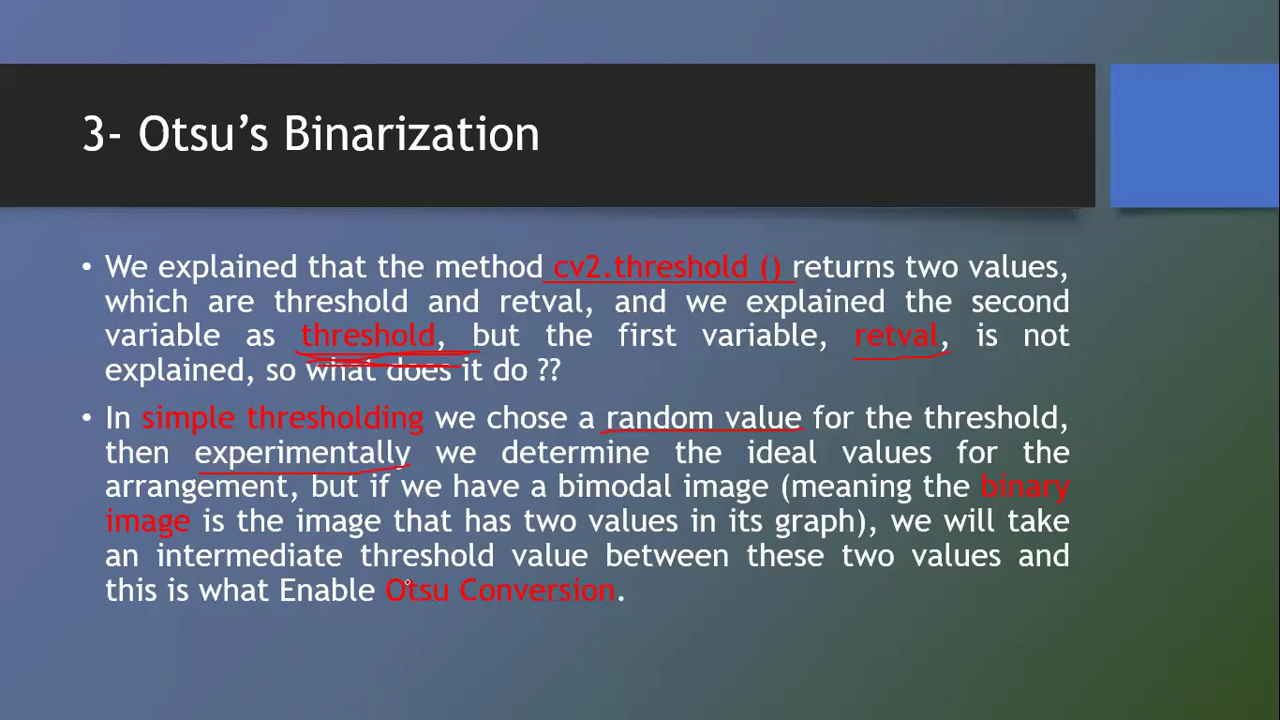 3- Otsu’s Binarization
• We explained that the method cv2.threshold () returns two values,
which are threshold and retval, and we explained the second
variable as threshold, but the first variable, retval, is not
explained, so what does it do ??
• In simple thresholding we chose a random value for the threshold,
then experimentally we determine the ideal values for the
arrangement, but if we have a bimodal image (meaning the binary
image is the image that has two values in its graph), we will take
an intermediate threshold value between these two values and
this is what Enable Otsu Conversion.